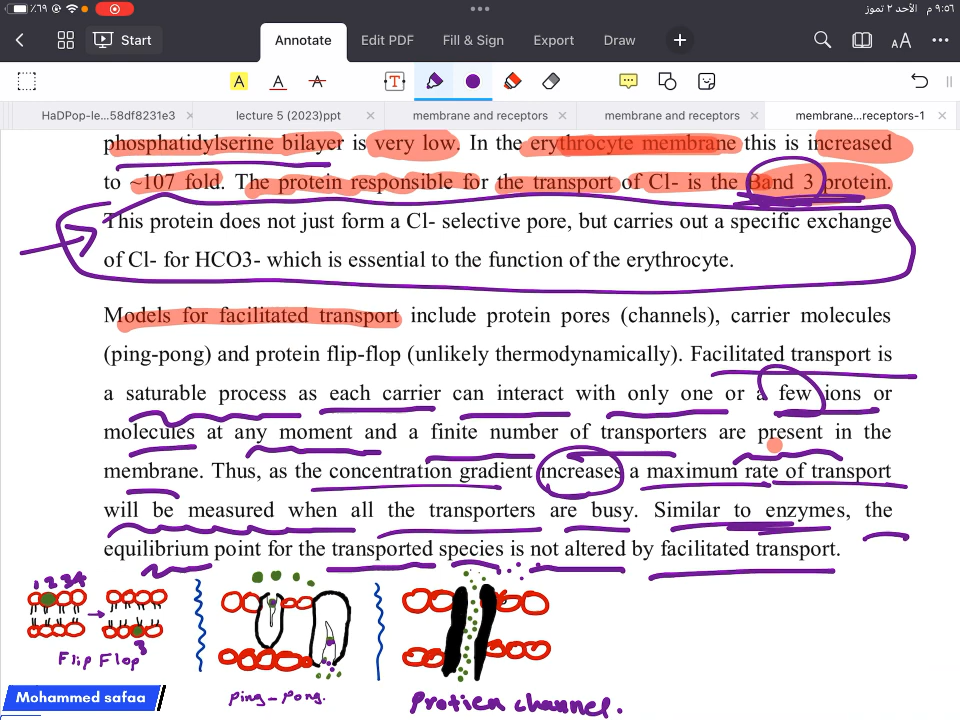 ٪٦٩
٩:٥٦ م الأحد ٢ تموز
Start
Annotate
Edit PDF
Fill & Sign
Export
Draw
HaDPop-le...58df8231e3
lecture 5 (2023)ppt
membrane and receptors
membrane and receptors
membrane...receptors-1
phosphatidylserine bilayer is very low. In the erythrocyte membrane this is increased
to ~107 fold. The protein responsible for the transport of Cl- is the Band 3 protein.
This protein does not just form a Cl- selective pore, but carries out a specific exchange
of Cl- for HCO3- which is essential to the function of the erythrocyte.
Models for facilitated transport include protein pores (channels), carrier molecules
(ping-pong) and protein flip-flop (unlikely thermodynamically). Facilitated transport is
a saturable process as each carrier can interact with only one or a few ions or
molecules at any moment and a finite number of transporters are present in the
membrane. Thus, as the concentration gradient increases a maximum rate of transport
will be measured when all the transporters are busy. Similar to enzymes, the
equilibrium point for the transported species is not altered by facilitated transport.
1 2 3 4
3
Flip Flop
Ping-Pong.
Protien channel.
Mohammed safaa